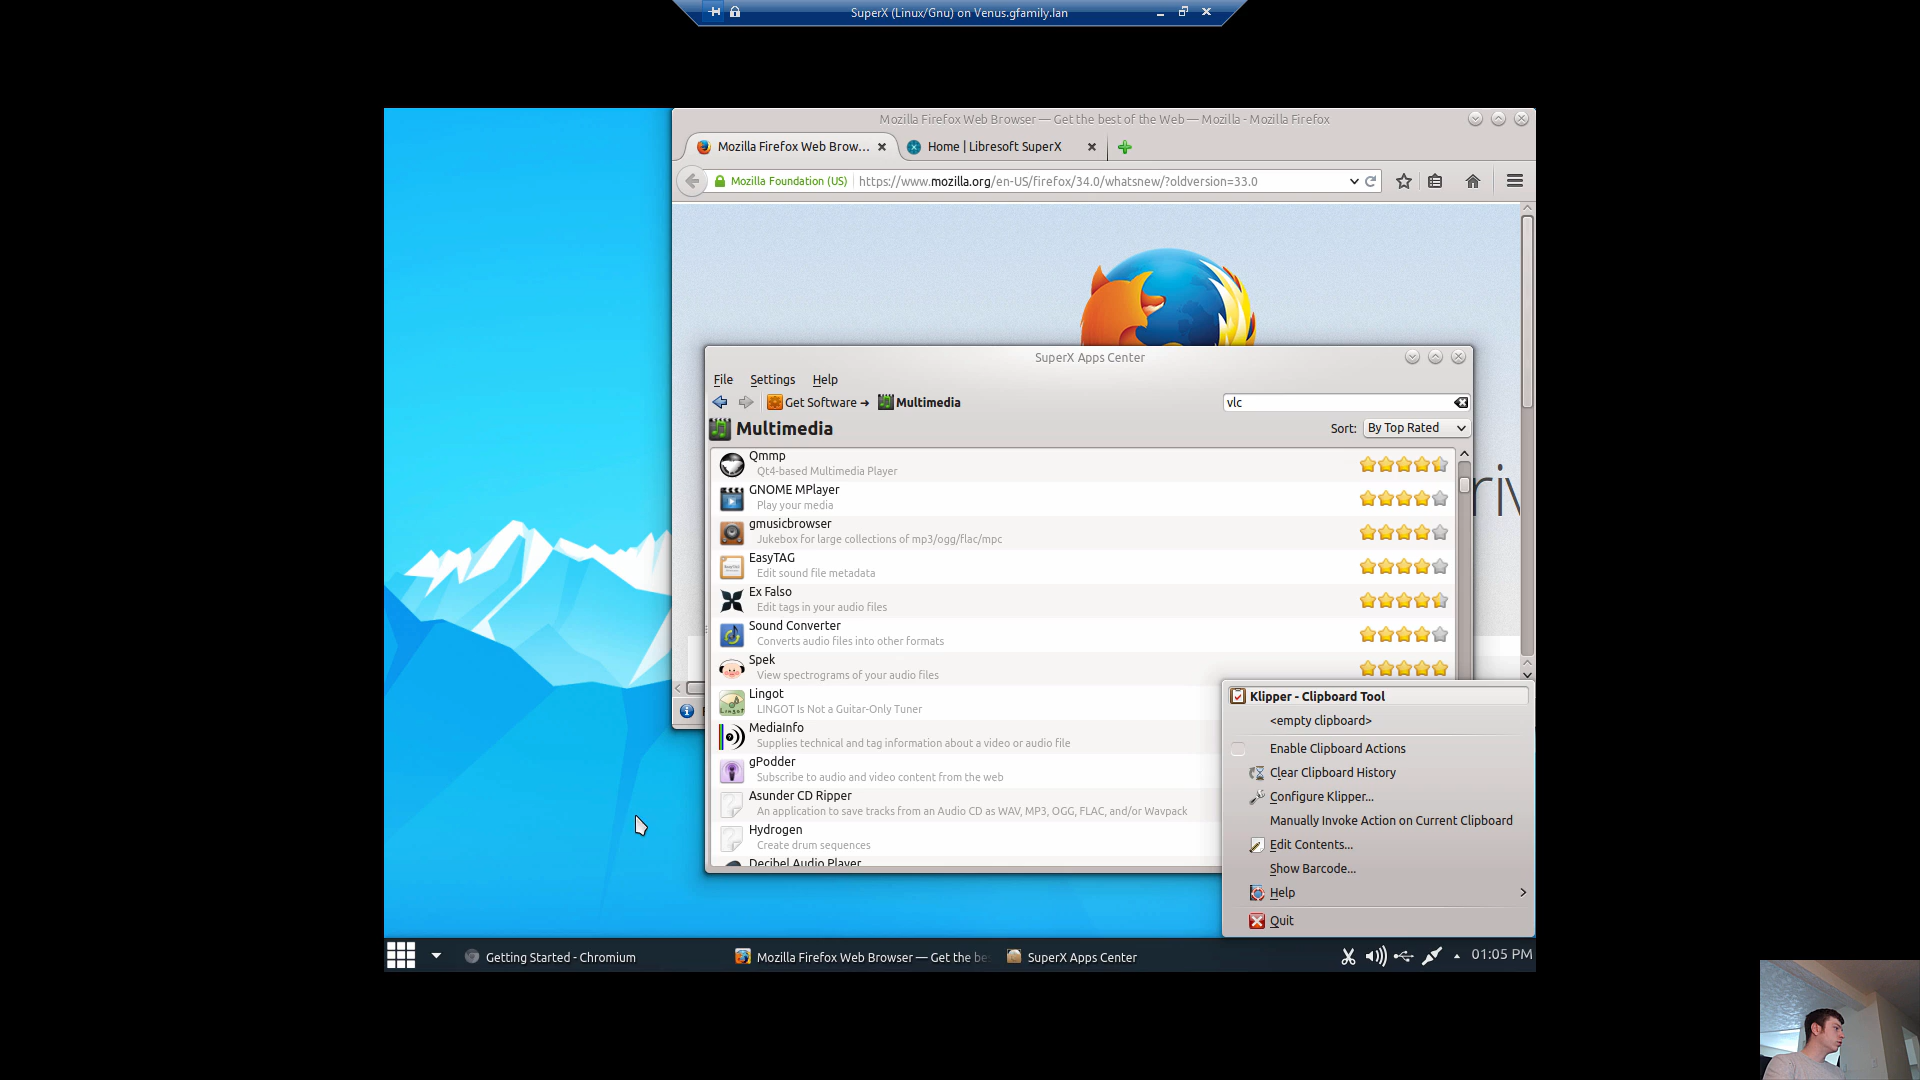 SuperX (Linux/Gnu) on Venus.gfamily.lan
Mozilla Firefox Web Browser — Get the best of the Web — Mozilla - Mozilla Firefox
Mozilla Firefox Web Brow...
Home | Libresoft SuperX
Mozilla Foundation (US)
https://www.mozilla.org/en-US/firefox/34.0/whatsnew/?oldversion=33.0
SuperX Apps Center
File Settings Help
Get Software → Multimedia
vlc
Multimedia
Sort: By Top Rated
Qmmp
Qt4-based Multimedia Player
GNOME MPlayer
Play your media
gmusicbrowser
Jukebox for large collections of mp3/ogg/flac/mpc
EasyTAG
Edit sound file metadata
Ex Falso
Edit tags in your audio files
Sound Converter
Converts audio files into other formats
Spek
View spectrograms of your audio files
Lingot
LINGOT Is Not a Guitar-Only Tuner
MediaInfo
Supplies technical and tag information about a video or audio file
gPodder
Subscribe to audio and video content from the web
Asunder CD Ripper
An application to save tracks from an Audio CD as WAV, MP3, OGG, FLAC, and/or Wavpack
Hydrogen
Create drum sequences
Decibel Audio Player
Klipper - Clipboard Tool
<empty clipboard>
Enable Clipboard Actions
Clear Clipboard History
Configure Klipper...
Manually Invoke Action on Current Clipboard
Edit Contents...
Show Barcode...
Help
Quit
Getting Started - Chromium
Mozilla Firefox Web Browser — Get the be
SuperX Apps Center
01:05 PM